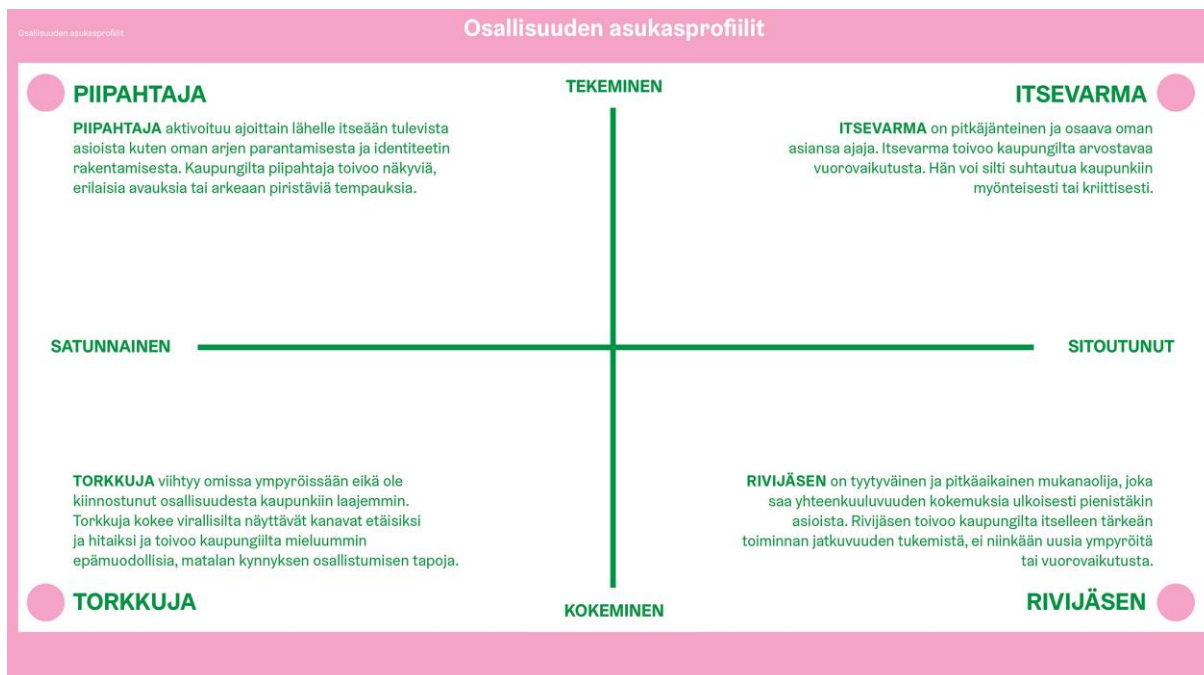 Osallisuuden asukasprofiilit
Osallisuuden asukasprofiilit
PIIPAHTAJA
PIIPAHTAJA aktivoituu ajoittain lähelle itseään tulevista
asioista kuten oman arjen parantamisesta ja identiteetin
rakentamisesta. Kaupungilta piipahtaja toivoo näkyviä,
erilaisia avauksia tai arkeaan piristäviä tempauksia.
TEKEMINEN
ITSEVARMA
ITSEVARMA on pitkäjänteinen ja osaava oman
asiansa ajaja. Itsevarma toivoo kaupungilta arvostavaa
vuorovaikutusta. Hän voi silti suhtautua kaupunkiin
myönteisesti tai kriittisesti.
SATUNNAINEN
SITOUTUNUT
TORKKUJA viihtyy omissa ympyröissään eikä ole
kiinnostunut osallisuudesta kaupunkiin laajemmin.
Torkkuja kokee virallisilta näyttävät kanavat etäisiksi
ja hitaiksi ja toivoo kaupungiilta mieluummin
epämuodollisia, matalan kynnyksen osallistumisen tapoja.
TORKKUJA
KOKEMINEN
RIVIJÄSEN on tyytyväinen ja pitkäaikainen mukanaolija, joka
saa yhteenkuuluvuuden kokemuksia ulkoisesti pienistäkin
asioista. Rivijäsen toivoo kaupungilta itselleen tärkeän
toiminnan jatkuvuuden tukemista, ei niinkään uusia ympyröitä
tai vuorovaikutusta.
RIVIJÄSEN